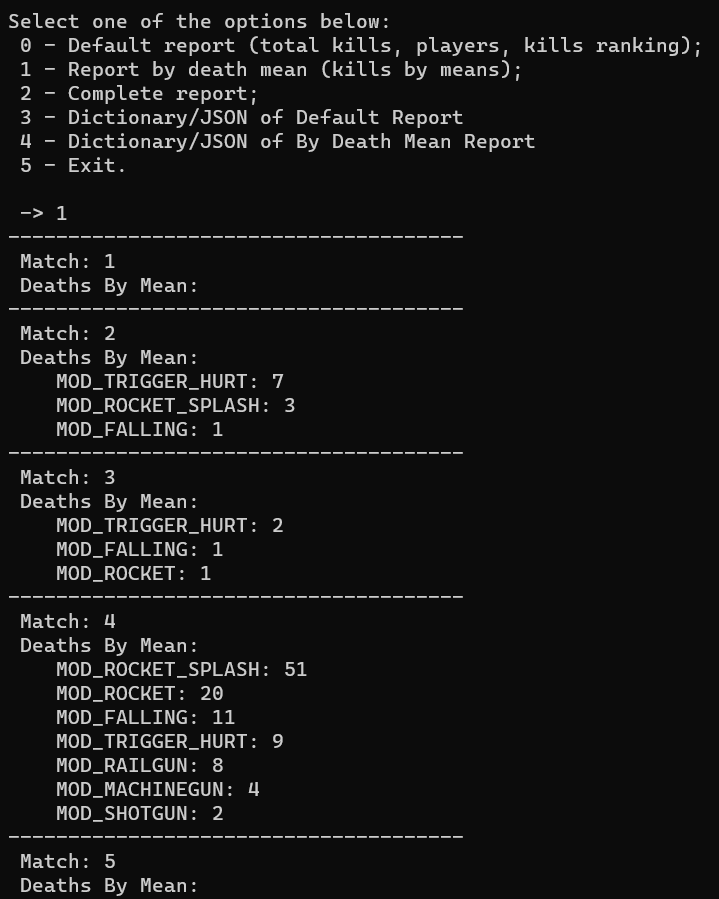 Select one of the options below:
0 - Default report (total kills, players, kills ranking);
1 - Report by death mean (kills by means);
2 - Complete report;
3 - Dictionary/JSON of Default Report
4 - Dictionary/JSON of By Death Mean Report
5 - Exit.
-> 1
--------------------------------------
Match: 1
Deaths By Mean:
--------------------------------------
Match: 2
Deaths By Mean:
MOD_TRIGGER_HURT: 7
MOD_ROCKET_SPLASH: 3
MOD_FALLING: 1
--------------------------------------
Match: 3
Deaths By Mean:
MOD_TRIGGER_HURT: 2
MOD_FALLING: 1
MOD_ROCKET: 1
--------------------------------------
Match: 4
Deaths By Mean:
MOD_ROCKET_SPLASH: 51
MOD_ROCKET: 20
MOD_FALLING: 11
MOD_TRIGGER_HURT: 9
MOD_RAILGUN: 8
MOD_MACHINEGUN: 4
MOD_SHOTGUN: 2
--------------------------------------
Match: 5
Deaths By Mean: